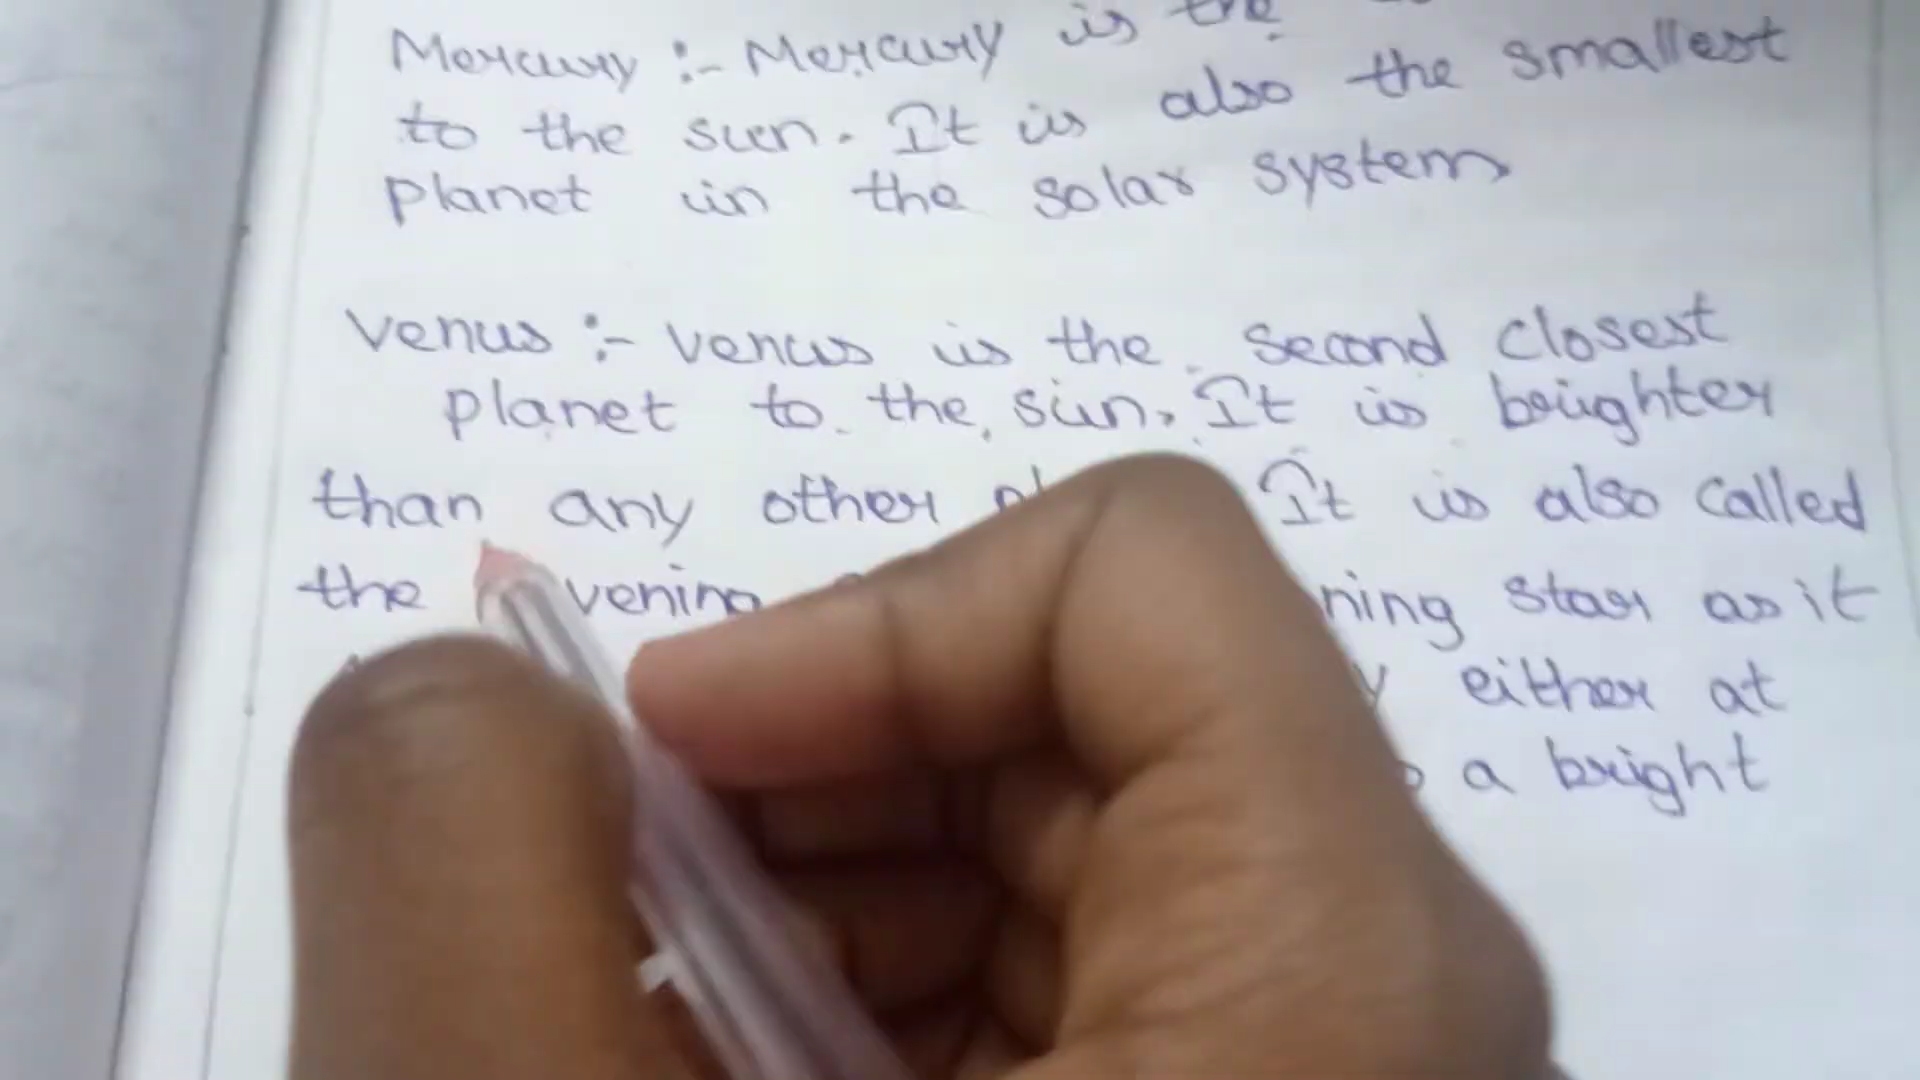 Mercury :- Mercury is the
to the sun. It is also the smallest
planet in the solar system
Venus :- Venus is the second closest
planet to the sun. It is brighter
than any other It is also called
the star as it
either at
a bright